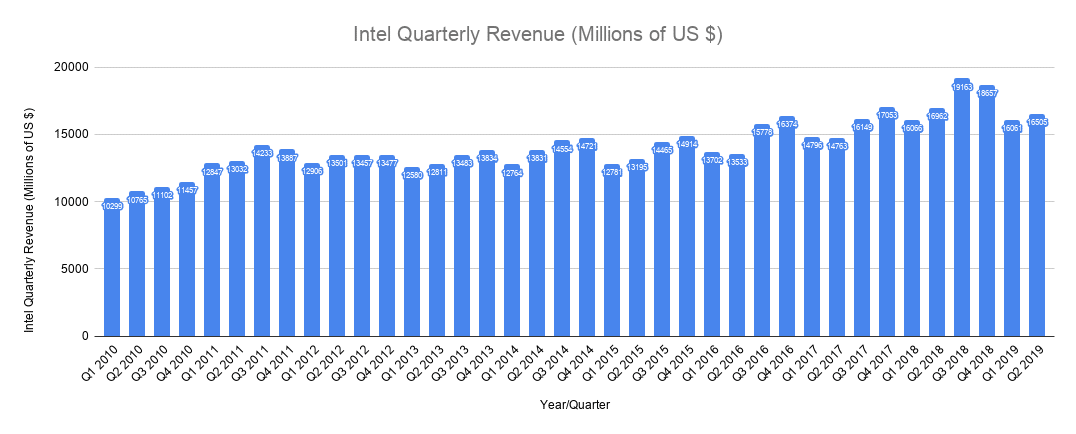 Intel Quarterly Revenue (Millions of US $)
Intel Quarterly Revenue (Millions of US $)
20000
15000
10000
5000
0
10299
10765
11102
11457
12847
13032
14233
13887
12906
13501
13457
13477
12580
12811
13483
13834
12764
13831
14554
14721
12781
13195
14465
14914
13702
13533
15778
16374
14796
14763
16149
17053
16066
16962
19163
18657
16061
16505
Q1 2010
Q2 2010
Q3 2010
Q4 2010
Q1 2011
Q2 2011
Q3 2011
Q4 2011
Q1 2012
Q2 2012
Q3 2012
Q4 2012
Q1 2013
Q2 2013
Q3 2013
Q4 2013
Q1 2014
Q2 2014
Q3 2014
Q4 2014
Q1 2015
Q2 2015
Q3 2015
Q4 2015
Q1 2016
Q2 2016
Q3 2016
Q4 2016
Q1 2017
Q2 2017
Q3 2017
Q4 2017
Q1 2018
Q2 2018
Q3 2018
Q4 2018
Q1 2019
Q2 2019
Year/Quarter